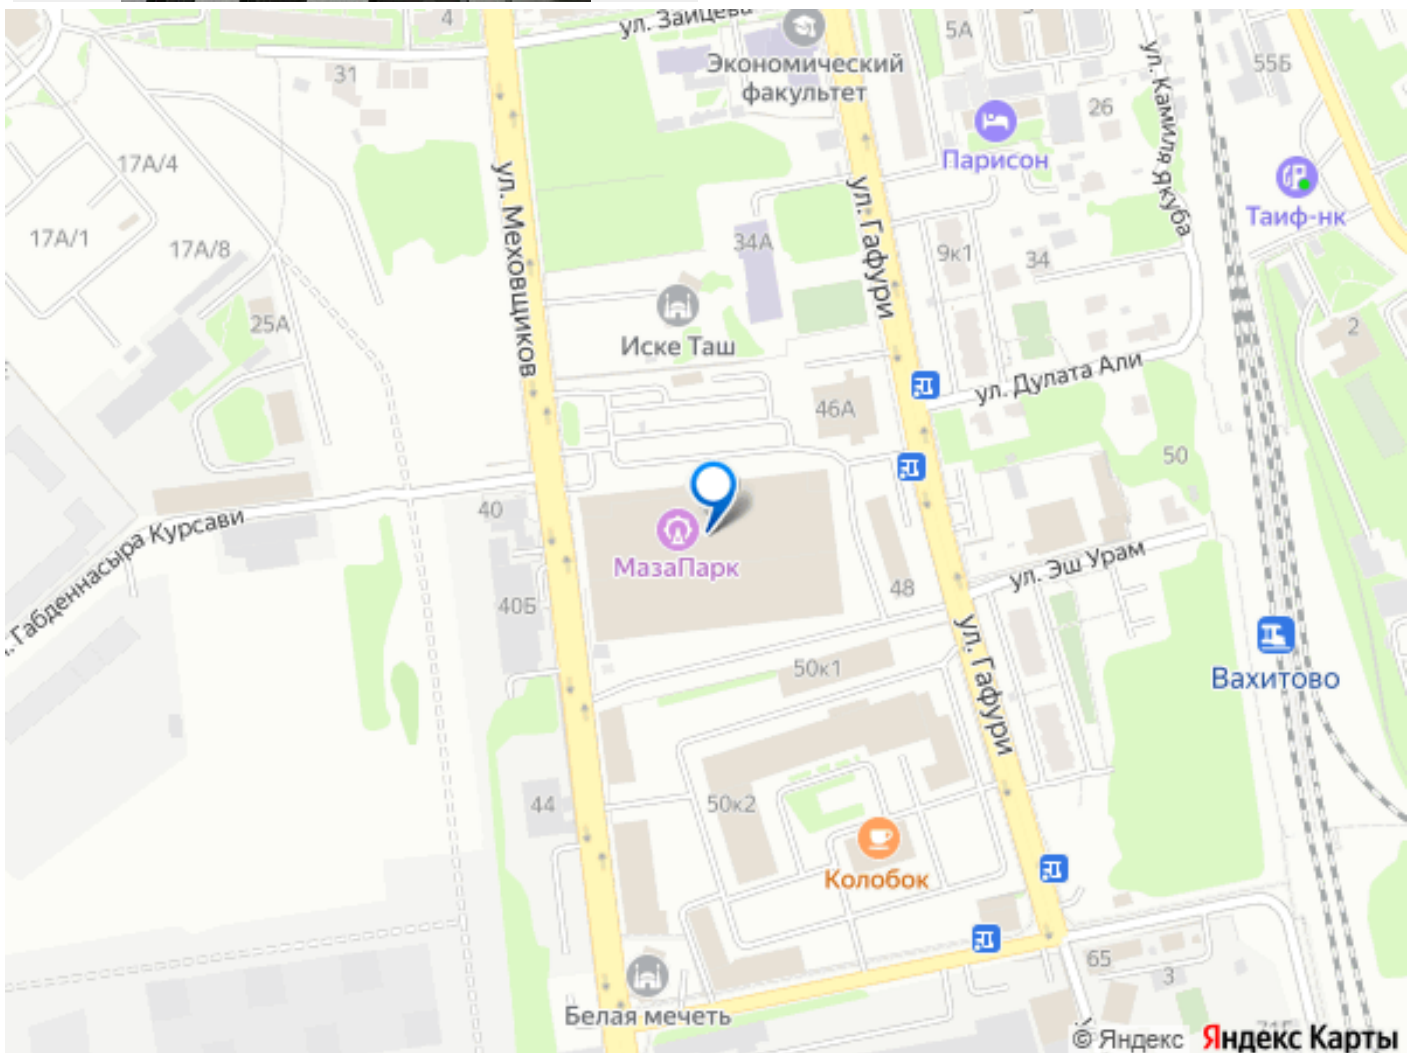 4
ул. Зайцева
31
Экономический
факультет
5А
55Б
26
ул. Камиля Якуба
17А/4
Парисон
Таиф-нк
ул. Меховщиков
ул. Гафури
17А/1
17А/8
34А
9к1
34
25А
Иске Таш
2
ул. Дулата Али
46А
50
40
Габденнасыра Курсави
МазаПарк
ул. Эш Урам
48
40Б
ул. Гафури
50к1
Вахитово
44
50к2
Колобок
65
3
Белая мечеть
© Яндекс Яндекс Карты